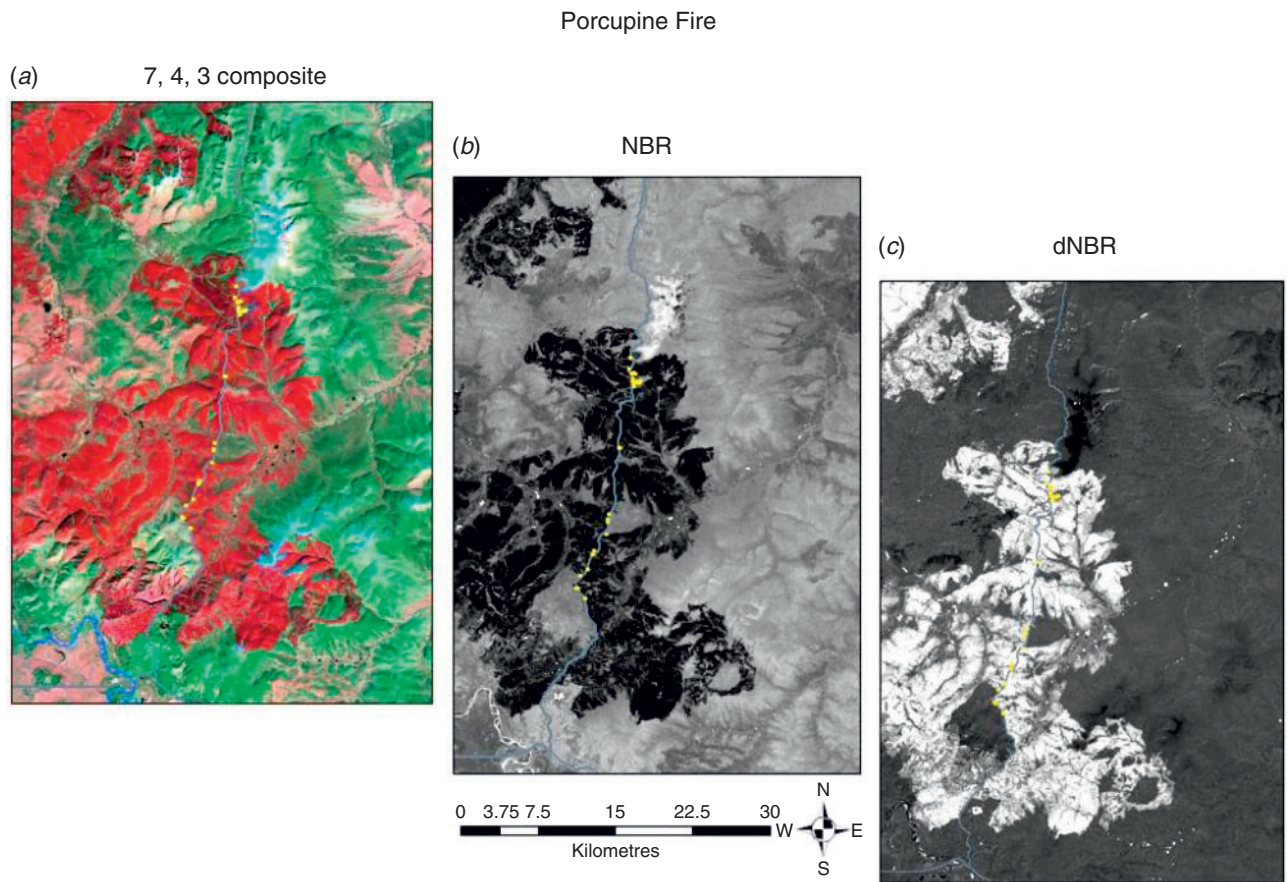 Porcupine Fire
(a) 7, 4, 3 composite
(b) NBR
(c) dNBR
0 3.75 7.5 15 22.5 30
Kilometres
N
W E
S